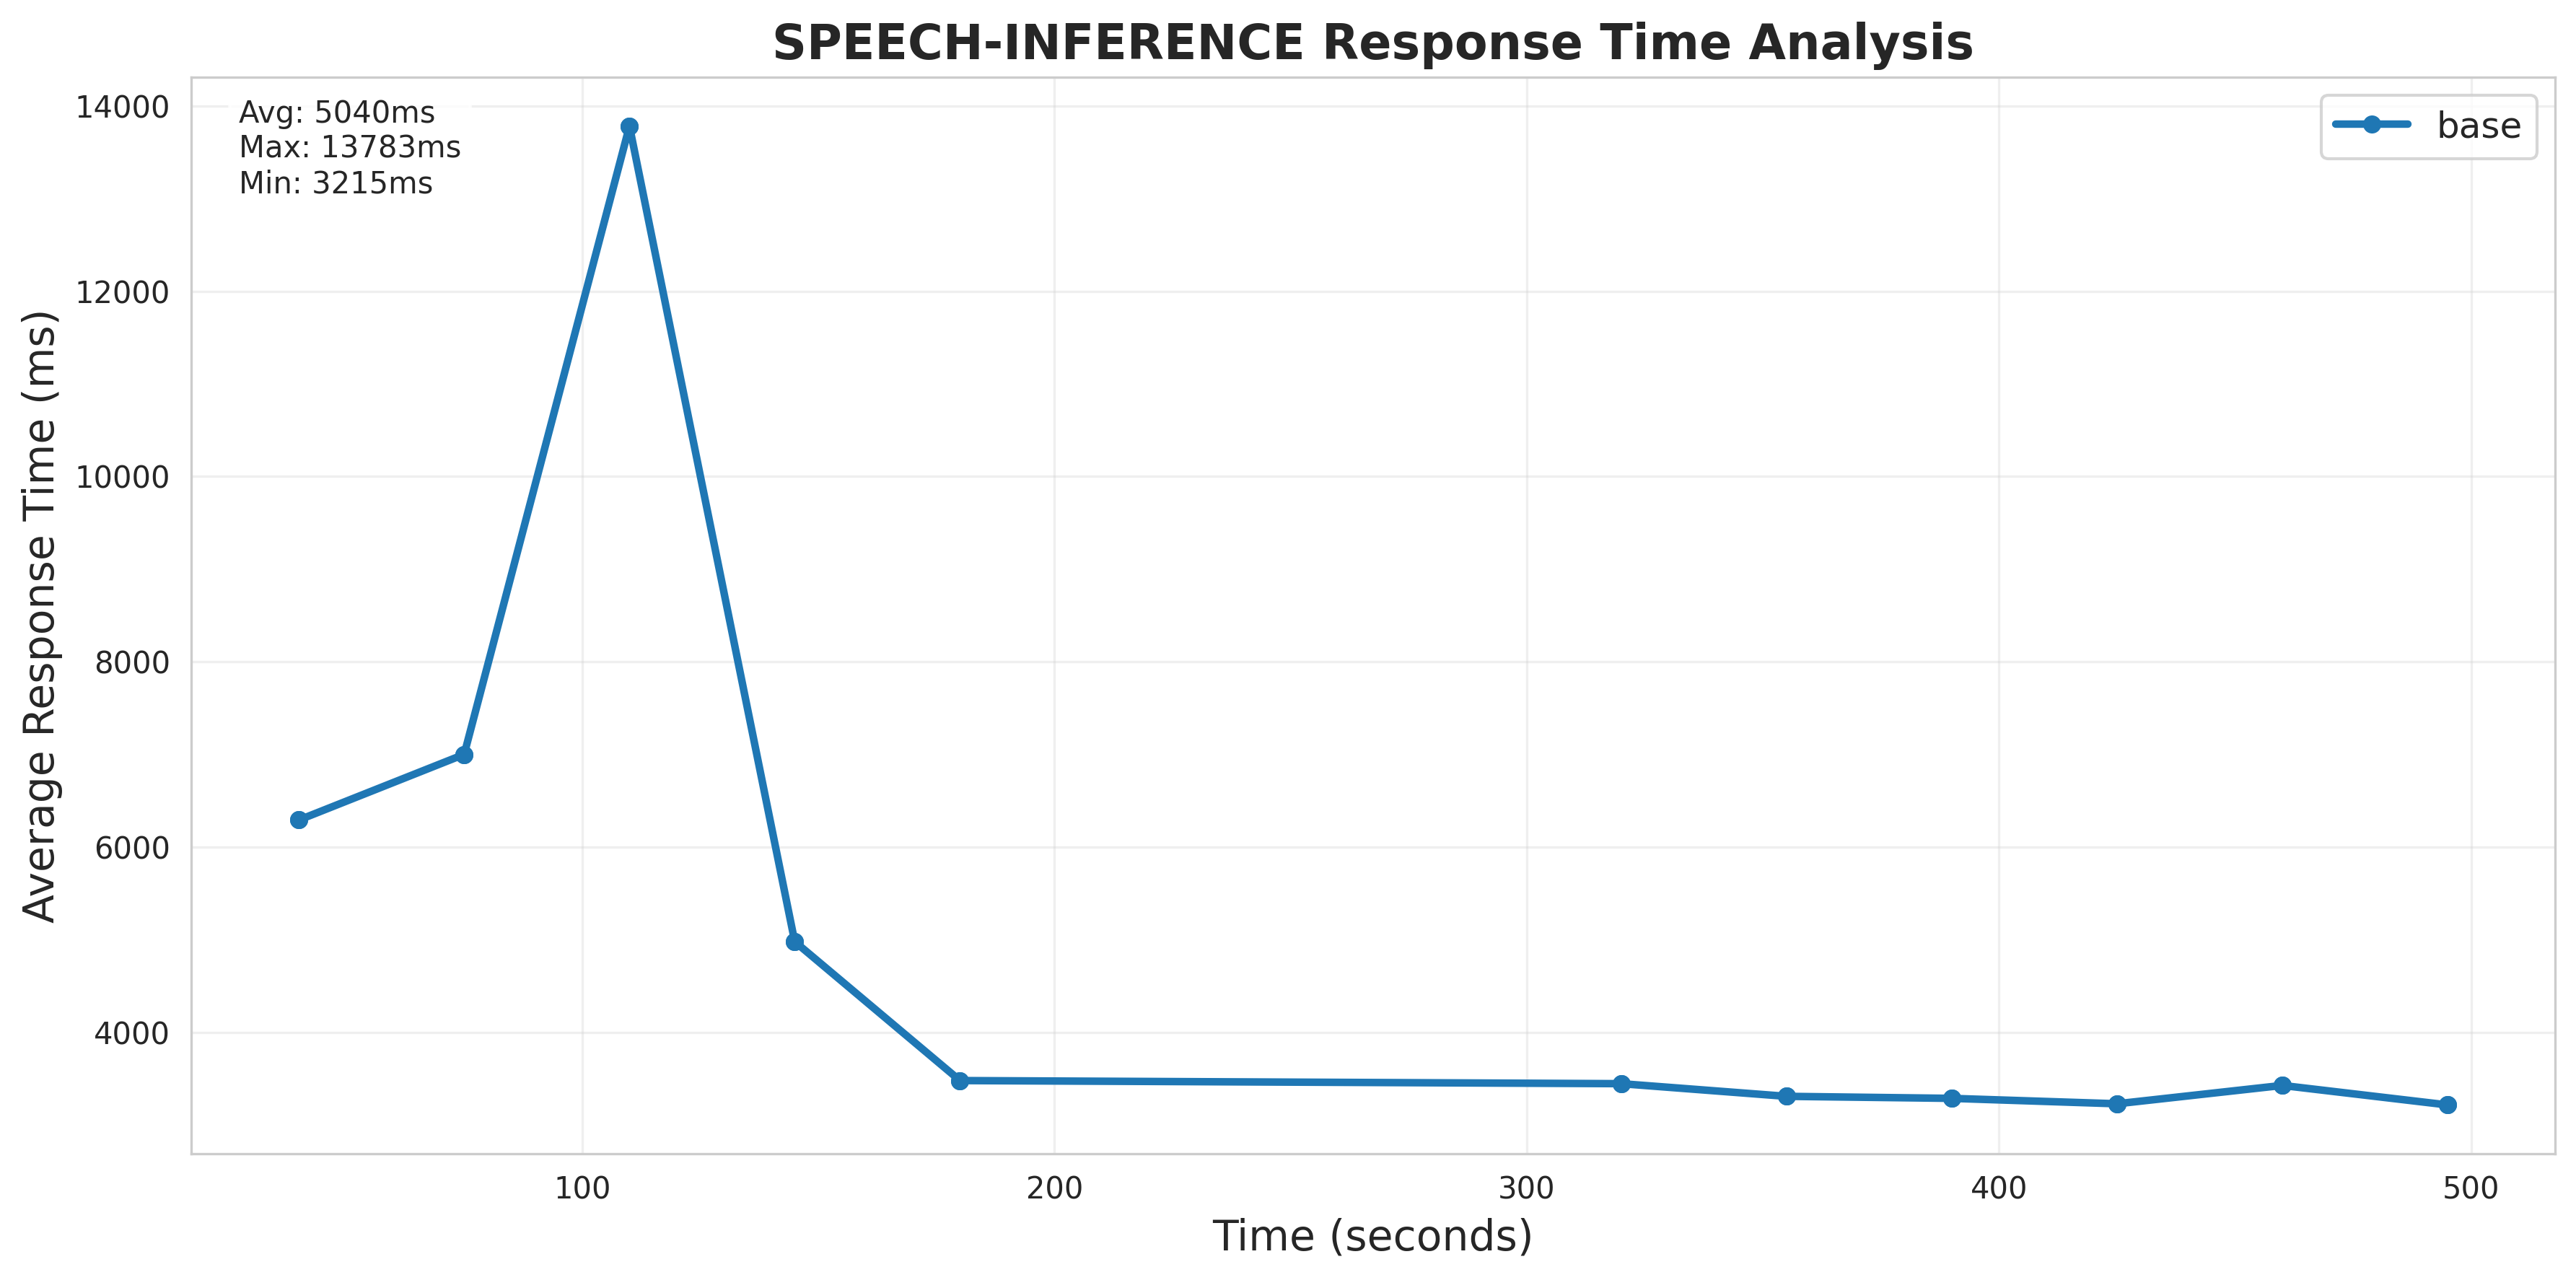 SPEECH-INFERENCE Response Time Analysis
Avg: 5040ms
Max: 13783ms
Min: 3215ms
base
Average Response Time (ms)
14000
12000
10000
8000
6000
4000
100
200
300
400
500
Time (seconds)